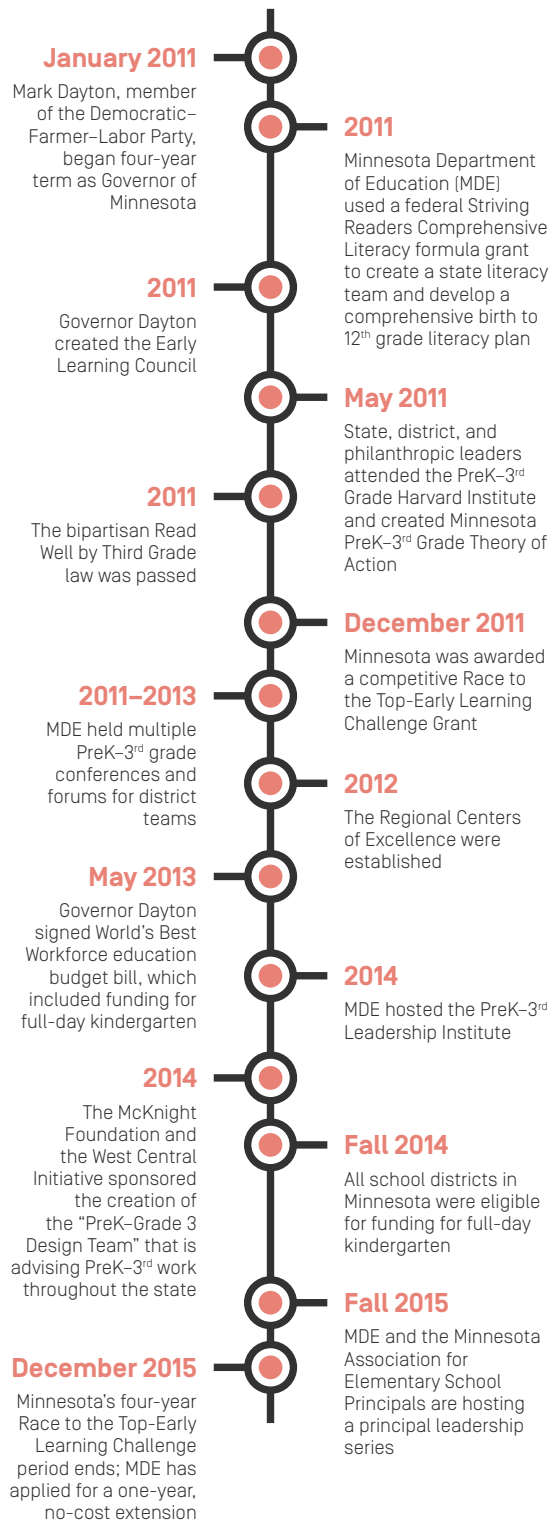 January 2011
Mark Dayton, member
of the Democratic–
Farmer–Labor Party,
began four-year
term as Governor of
Minnesota
2011
Minnesota Department
of Education (MDE)
used a federal Striving
Readers Comprehensive
Literacy formula grant
to create a state literacy
team and develop a
comprehensive birth to
12th grade literacy plan
2011
Governor Dayton
created the Early
Learning Council
May 2011
State, district, and
philanthropic leaders
attended the PreK–3rd
Grade Harvard Institute
and created Minnesota
PreK–3rd Grade Theory of
Action
2011
The bipartisan Read
Well by Third Grade
law was passed
December 2011
Minnesota was awarded
a competitive Race to
the Top-Early Learning
Challenge Grant
2011–2013
MDE held multiple
PreK–3rd grade
conferences and
forums for district
teams
2012
The Regional Centers
of Excellence were
established
May 2013
Governor Dayton
signed World's Best
Workforce education
budget bill, which
included funding for
full-day kindergarten
2014
MDE hosted the PreK–3rd
Leadership Institute
2014
The McKnight
Foundation and
the West Central
Initiative sponsored
the creation of
the “PreK–Grade 3
Design Team” that is
advising PreK–3rd work
throughout the state
Fall 2014
All school districts in
Minnesota were eligible
for funding for full-day
kindergarten
Fall 2015
MDE and the Minnesota
Association for
Elementary School
Principals are hosting
a principal leadership
series
December 2015
Minnesota's four-year
Race to the Top-Early
Learning Challenge
period ends; MDE has
applied for a one-year,
no-cost extension